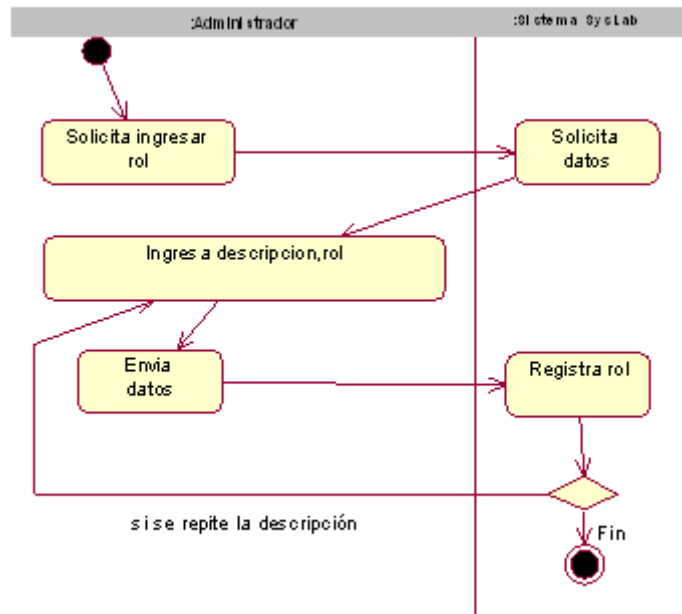 :Administrador
:Sistema SysLab
Solicita ingresar
rol
Solicita
datos
Ingresa descripcion,rol
Envia
datos
Registra rol
si se repite la descripción
Fin